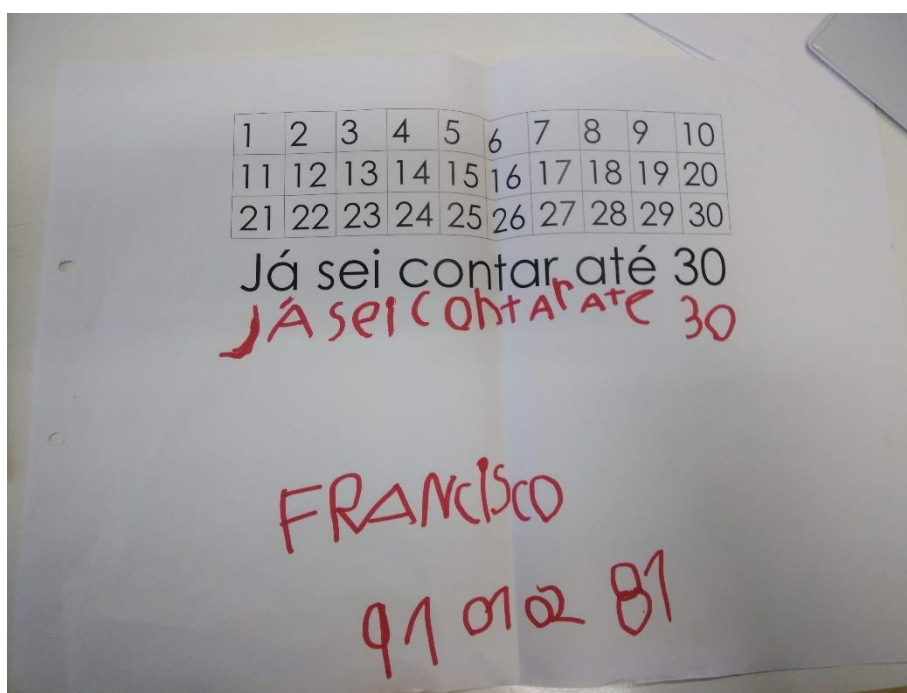 1 2 3 4 5 6 7 8 9 10
11 12 13 14 15 16 17 18 19 20
21 22 23 24 25 26 27 28 29 30
Já sei contar até 30
JÁ sei contAr Ate 30
FRANciSco
91 01 02 81